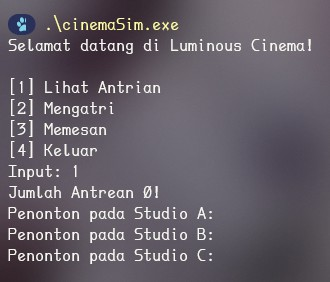 .\cinemaSim.exe
Selamat datang di Luminous Cinema!
[1] Lihat Antrian
[2] Mengatri
[3] Memesan
[4] Keluar
Input: 1
Jumlah Antrean 0!
Penonton pada Studio A:
Penonton pada Studio B:
Penonton pada Studio C: